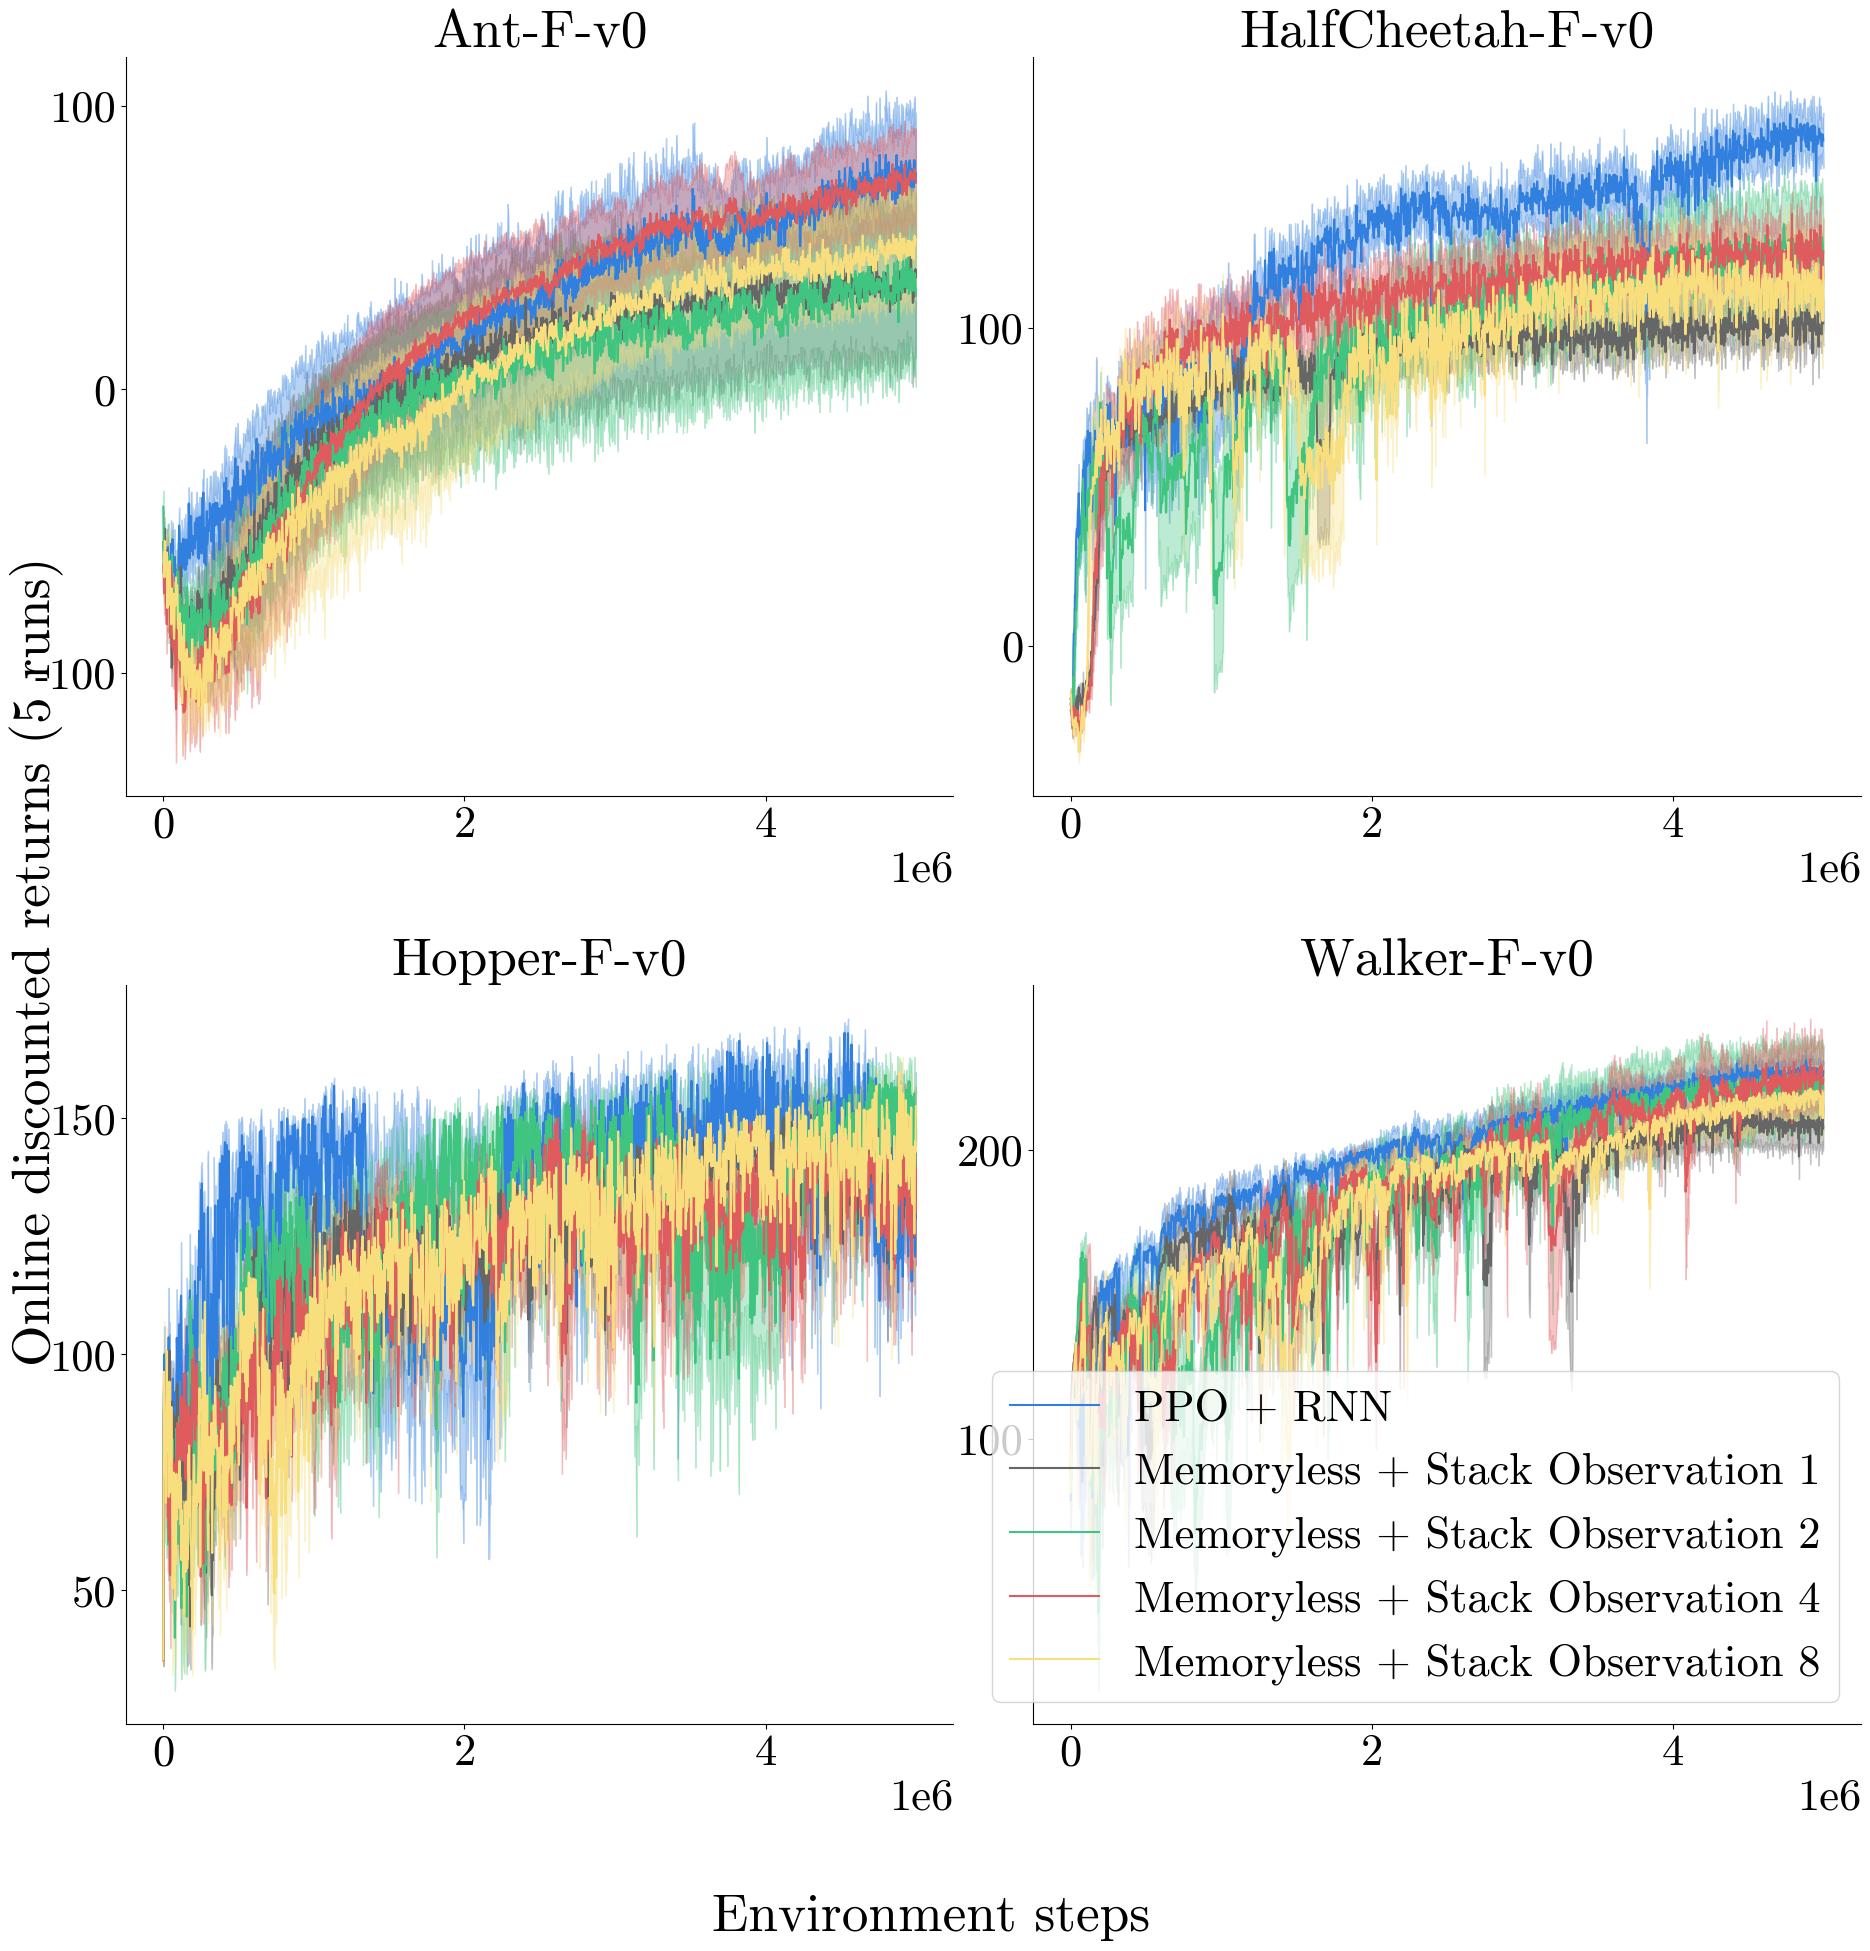 Ant-F-v0
100
0
-100
0
2
4
1e6
HalfCheetah-F-v0
100
0
0
2
4
1e6
Hopper-F-v0
150
100
50
0
2
4
1e6
Walker-F-v0
200
100
0
2
4
1e6
PPO + RNN
Memoryless + Stack Observation 1
Memoryless + Stack Observation 2
Memoryless + Stack Observation 4
Memoryless + Stack Observation 8
Online discounted returns (5 runs)
Environment steps